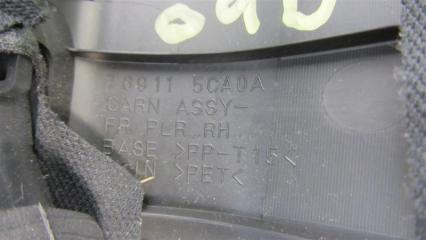 76911 5CA0A
GARN ASSY-
FR PLR RH
BASE >PP-T15<
>PET<